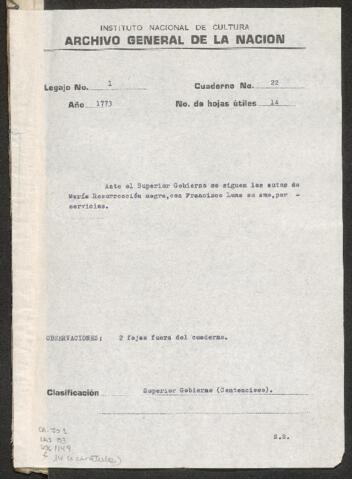 INSTITUTO NACIONAL DE CULTURA
ARCHIVO GENERAL DE LA NACION
Legajo No. 1 Cuaderno No. 22
Año 1773 No. de hojas útiles 14
Ante el Superior Gobierno se siguen los autos de
María Resurrección negra,con Francisco Luna su amo,por -
servicios.
OBSERVACIONES; 2 fojas fuera del cuaderno.
Clasificación Superior Gobierno (Contencioso).
S.S.